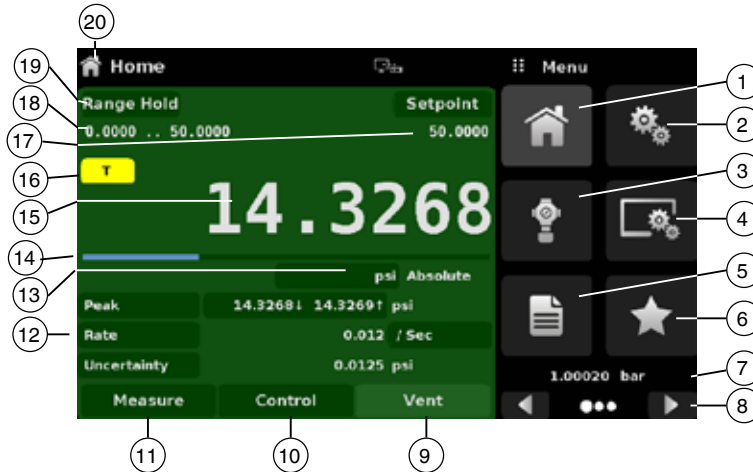 20
Home
Menu
19
Range Hold
Setpoint
1
18
0.0000 .. 50.0000
50.0000
2
17
16
T
3
15
14.3268
4
14
13
psi Absolute
5
Peak
14.3268↓ 14.3269↑ psi
6
12
Rate
0.012 / Sec
Uncertainty
0.0125 psi
1.00020 bar
7
Measure
Control
Vent
8
11
10
9